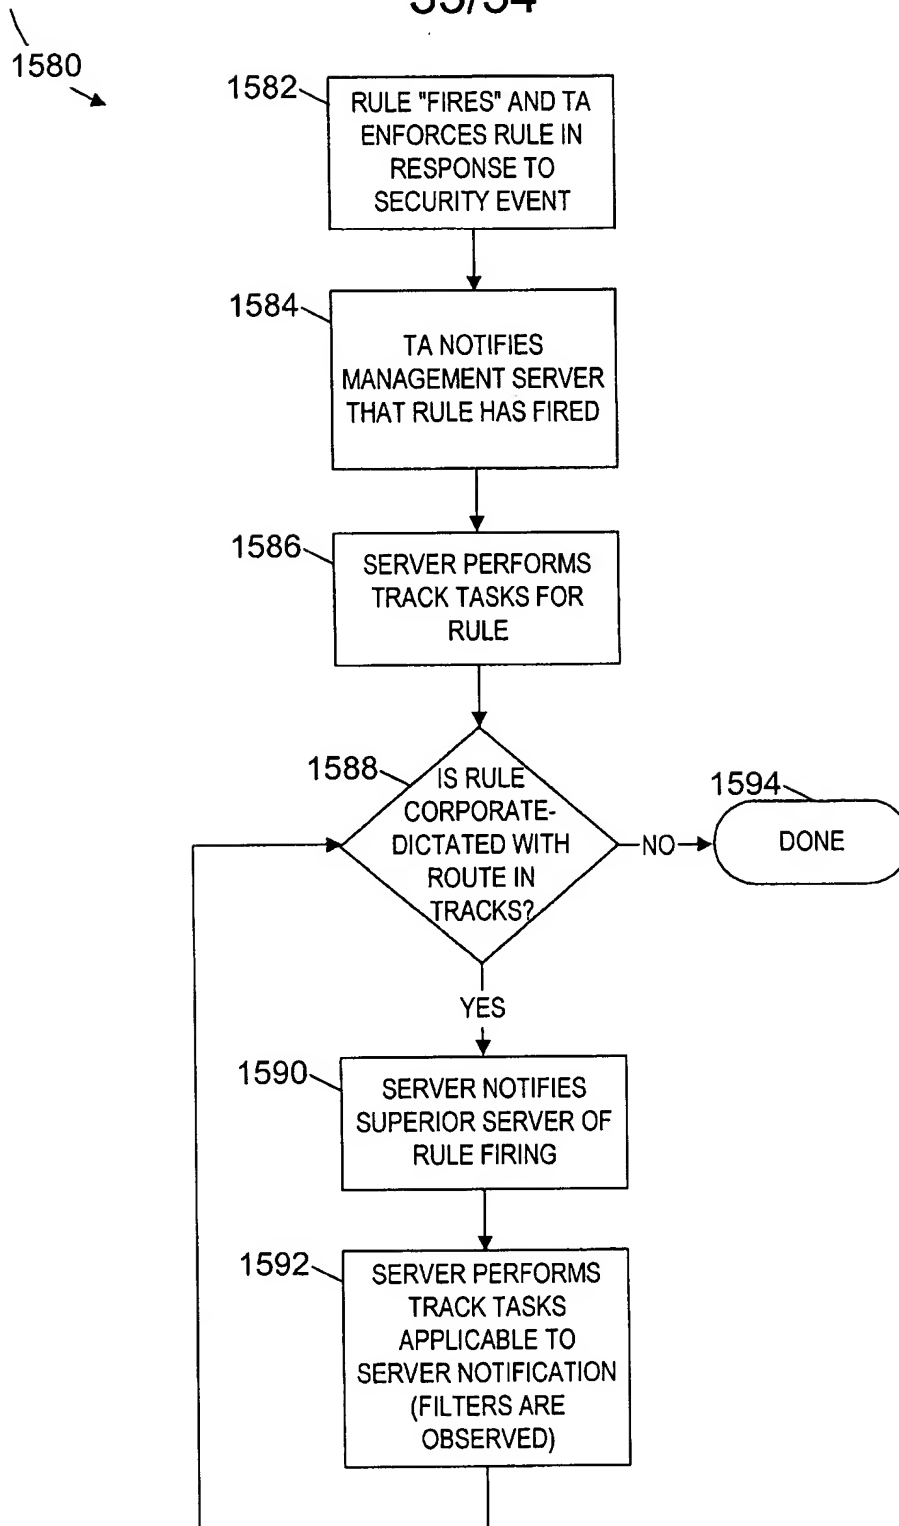 33/34
1580
1582
RULE "FIRES" AND TA
ENFORCES RULE IN
RESPONSE TO
SECURITY EVENT
1584
TA NOTIFIES
MANAGEMENT SERVER
THAT RULE HAS FIRED
1586
SERVER PERFORMS
TRACK TASKS FOR
RULE
1588
IS RULE
CORPORATE-
DICTATED WITH
ROUTE IN
TRACKS?
NO
1594
DONE
YES
1590
SERVER NOTIFIES
SUPERIOR SERVER OF
RULE FIRING
1592
SERVER PERFORMS
TRACK TASKS
APPLICABLE TO
SERVER NOTIFICATION
(FILTERS ARE
OBSERVED)